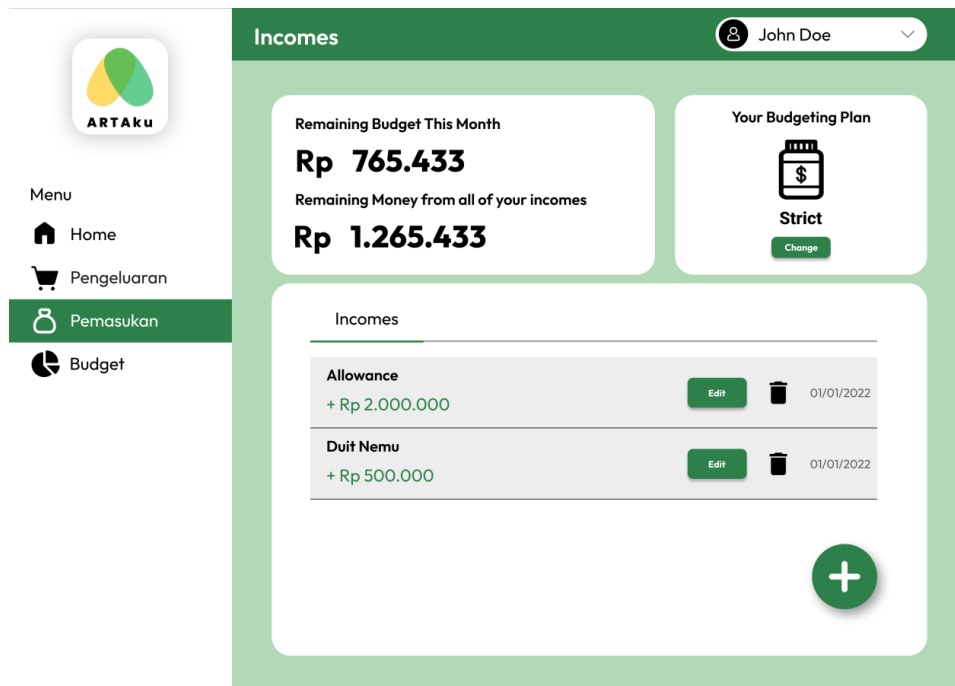 ARTAku
Menu
Home
Pengeluaran
Pemasukan
Budget
Incomes
John Doe
Remaining Budget This Month
Rp 765.433
Remaining Money from all of your incomes
Rp 1.265.433
Your Budgeting Plan
$
Strict
Change
Incomes
Allowance
+ Rp 2.000.000
Edit
01/01/2022
Duit Nemu
+ Rp 500.000
Edit
01/01/2022